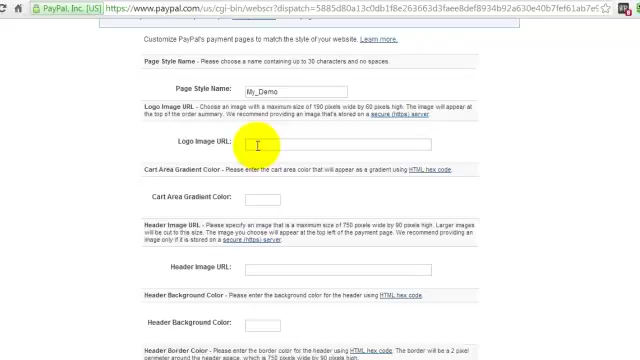 PayPal, Inc. [US]
https://www.paypal.com/us/cgi-bin/webscr?dispatch=5885d80a13c0db1f8e263663d3faee8df8934b92a630e40b7fef61ab7e9
Customize PayPal's payment pages to match the style of your website. Learn more.
Page Style Name - Please choose a name containing up to 30 characters and no spaces.
Page Style Name: My_Demo
Logo Image URL - Choose an image with a maximum-size of 190 pixels wide by 60 pixels high. The image will appear
at the top of the order summary. We recommend providing an image that's stored on a secure (https) server.
Logo Image URL:
Cart Area Gradient Color - Please enter the cart area color that will appear as a gradient using HTML hex code.
Cart Area Gradient Color:
Header Image URL - Please specify an image that is a maximum size of 750 pixels wide by 90 pixels high. Larger images
will be cut to this size. The image you choose will appear at the top left of the payment page. We recommend providing an
image only if it is stored on a secure (https) server.
Header Image URL:
Header Background Color - Please enter the background color for the header using HTML hex code.
Header Background Color:
Header Border Color - Please enter the border color for the header using HTML hex code. The border will be a 2 pixel
perimeter around the header space, which is 750 pixels wide by 90 pixels high.